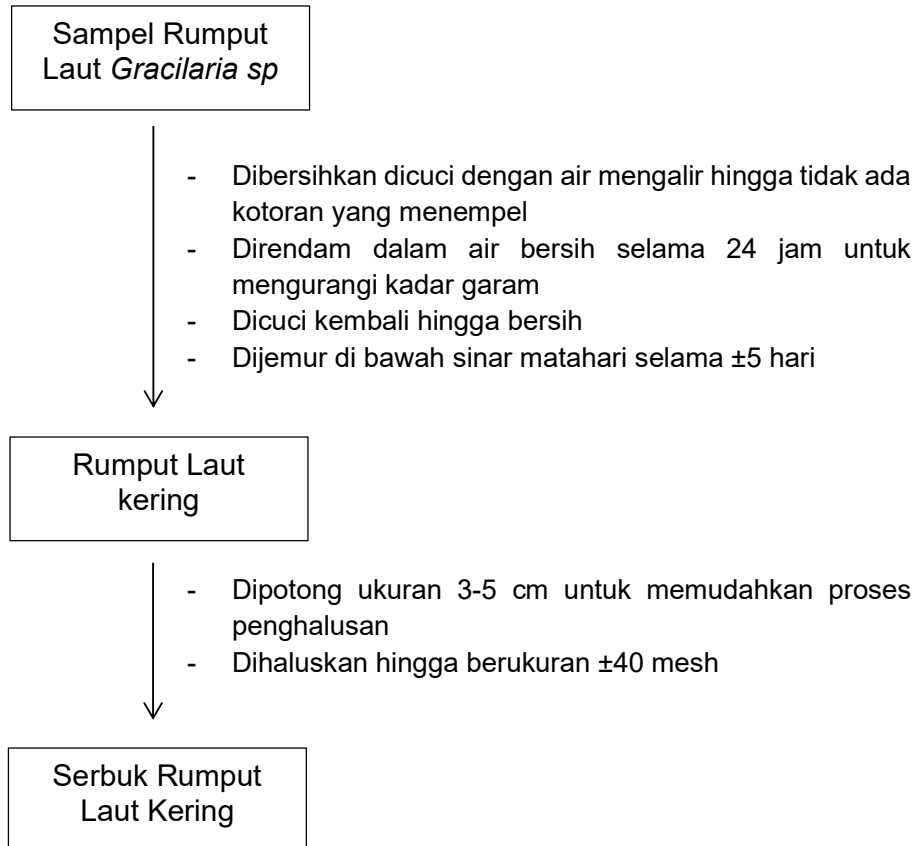 Sampel Rumput
Laut Gracilaria sp
- Dibersihkan dicuci dengan air mengalir hingga tidak ada
kotoran yang menempel
- Direndam dalam air bersih selama 24 jam untuk
mengurangi kadar garam
- Dicuci kembali hingga bersih
- Dijemur di bawah sinar matahari selama ±5 hari
Rumput Laut
kering
- Dipotong ukuran 3-5 cm untuk memudahkan proses
penghalusan
- Dihaluskan hingga berukuran ±40 mesh
Serbuk Rumput
Laut Kering